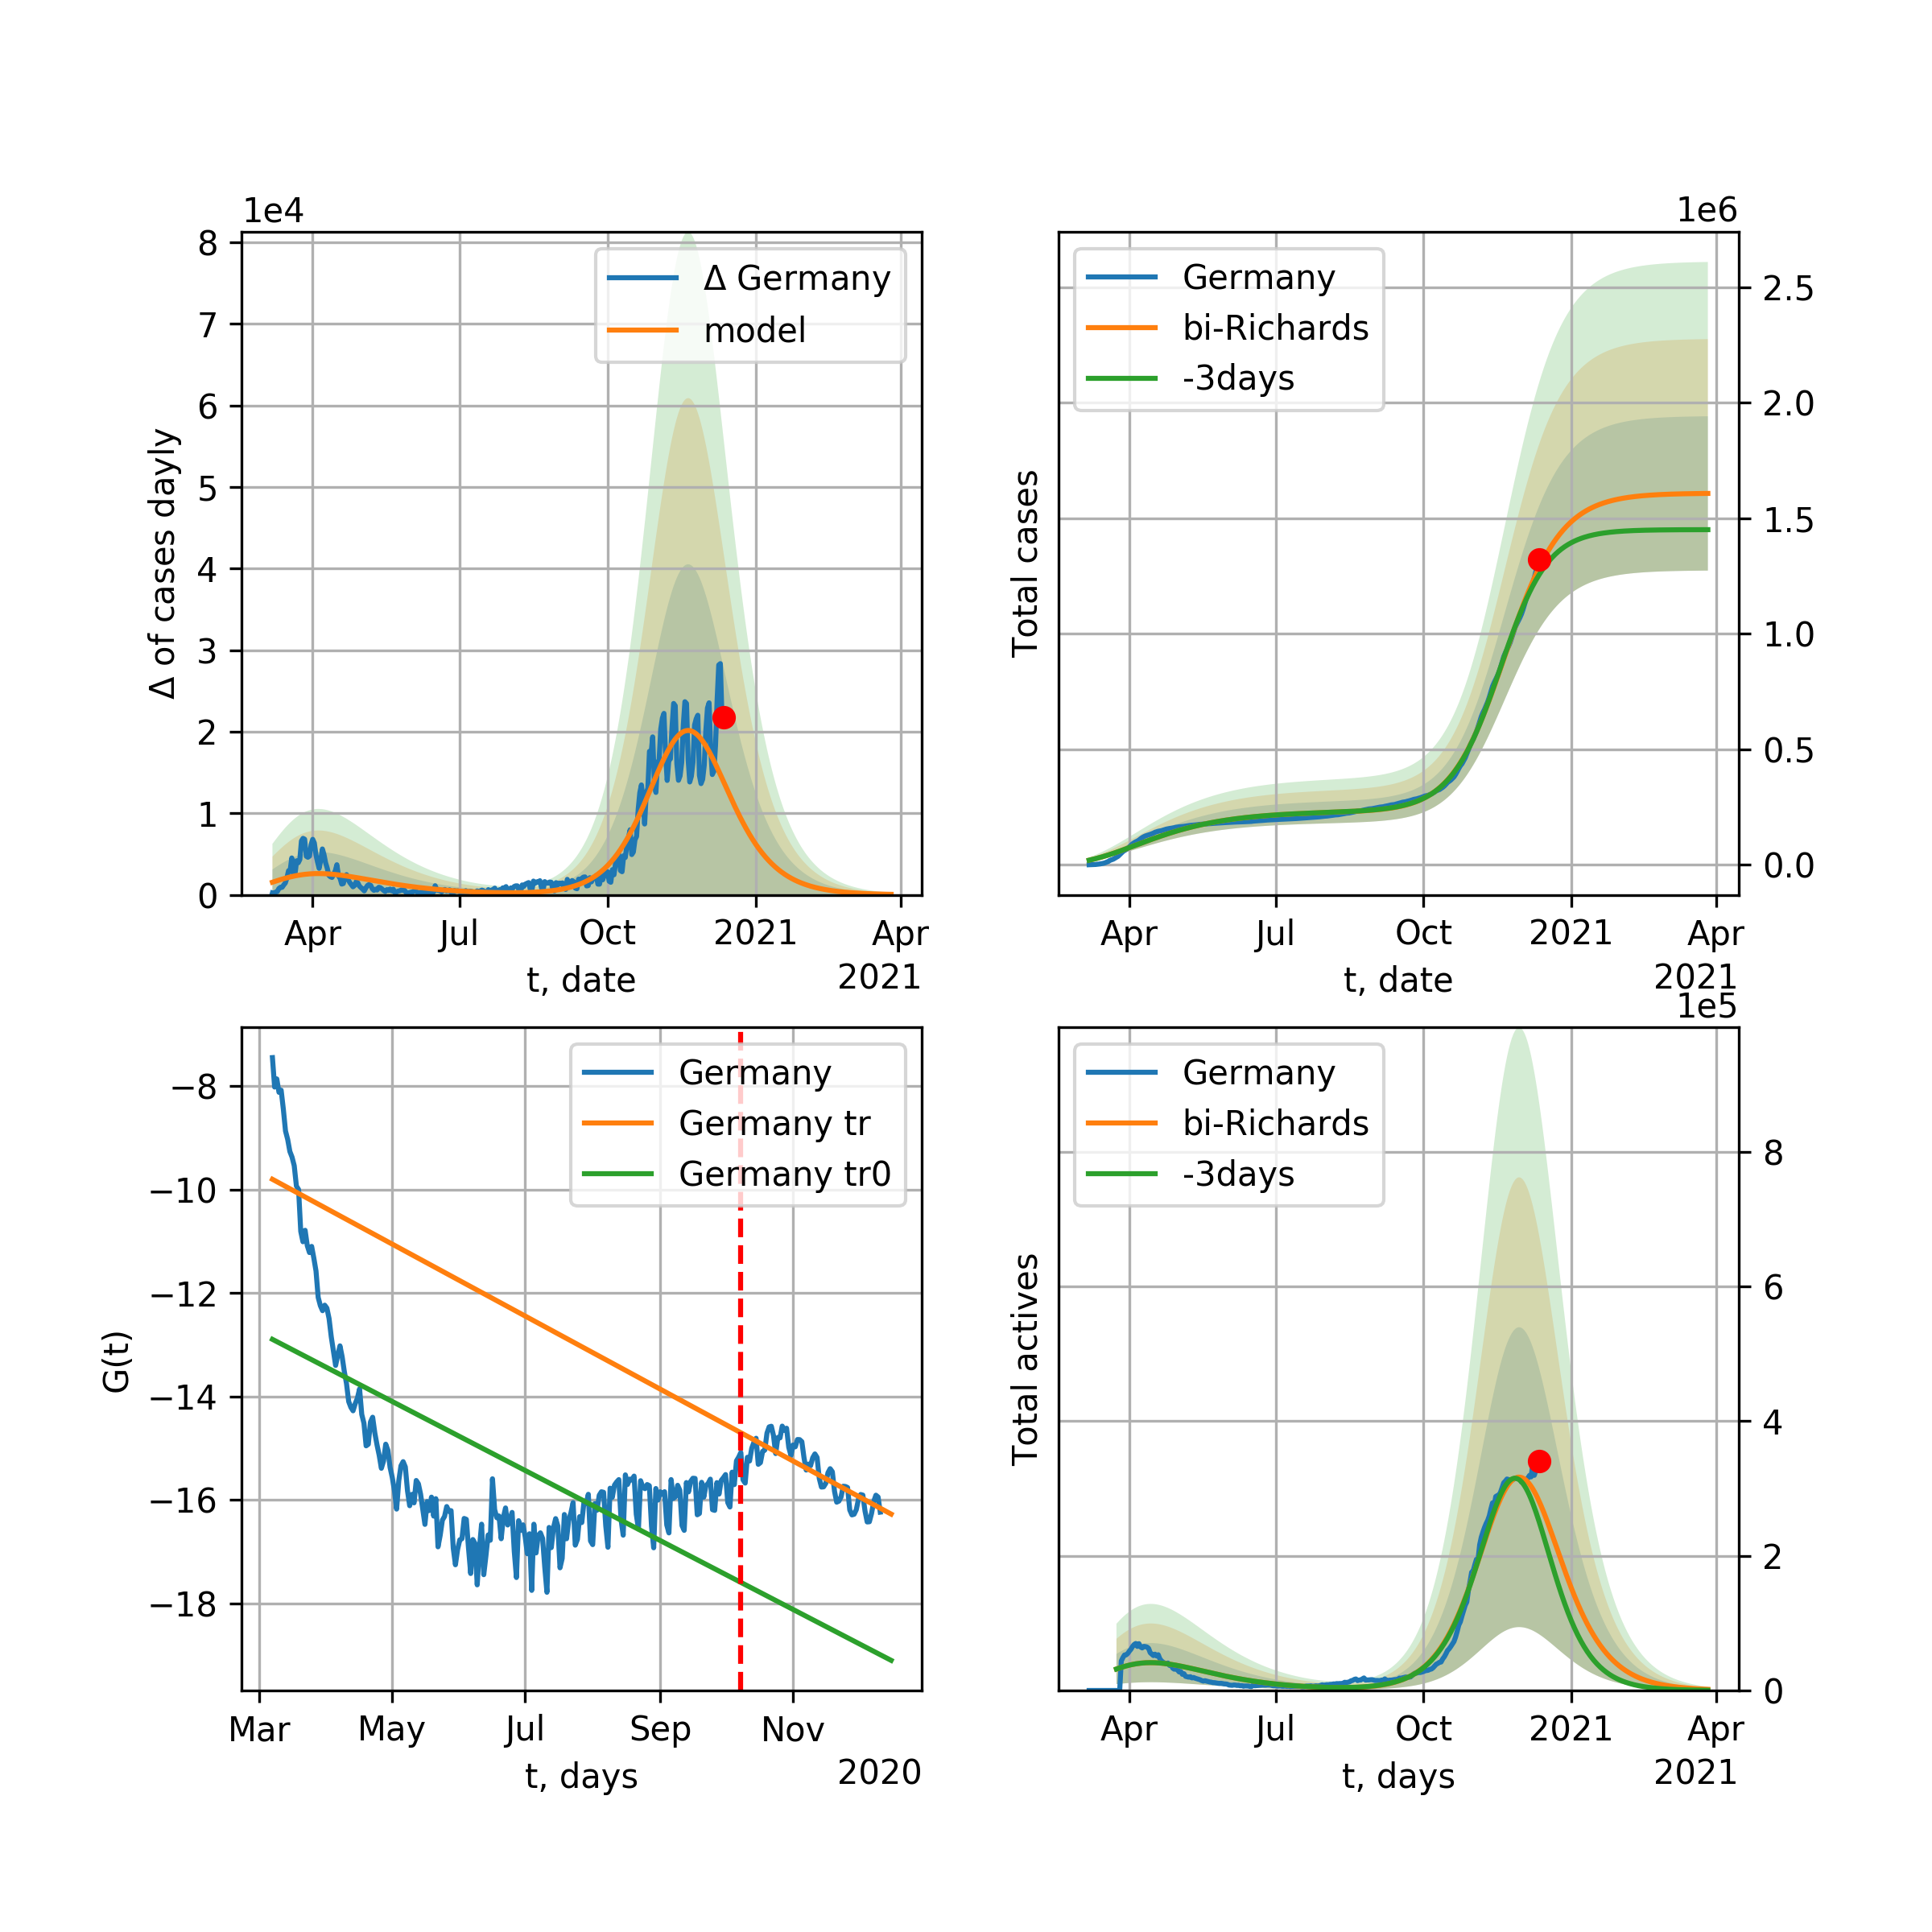 1e4
Δ of cases dayly
8
7
6
5
4
3
2
1
0
Δ Germany
model
Apr
Jul
Oct
2021
Apr
t, date
2021
1e6
Total cases
Germany
bi-Richards
-3days
2.5
2.0
1.5
1.0
0.5
0.0
Apr
Jul
Oct
2021
Apr
t, date
2021
G(t)
−8
−10
−12
−14
−16
−18
Germany
Germany tr
Germany tr0
Mar
May
Jul
Sep
Nov
t, days
2020
1e5
Total actives
Germany
bi-Richards
-3days
8
6
4
2
0
Apr
Jul
Oct
2021
Apr
t, days
2021